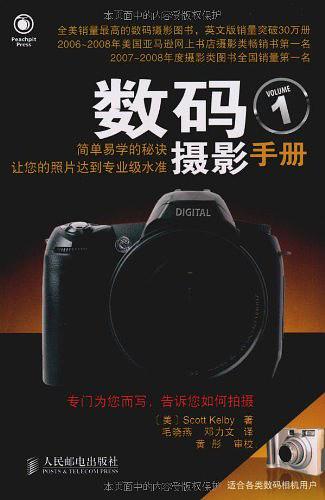 本页面中的内容受版权保护
Peachpit
Press
全美销量最高的数码摄影图书，英文版销量突破30万册
2006~2008年美国亚马逊网上书店摄影类畅销书第一名
2007~2008年度摄影类图书全国销量第一名
数码
VOLUME
1
摄影手册
简单易学的秘诀
让您的照片达到专业级水准
DIGITAL
专门为您而写，告诉您如何拍摄
［美］Scott Kelby 著
毛晓燕 邓力文 译
黄彤 审校
人民邮电出版社
POSTS & TELECOM PRESS
适合各类数码相机用户
本页面中的内容受版权保护